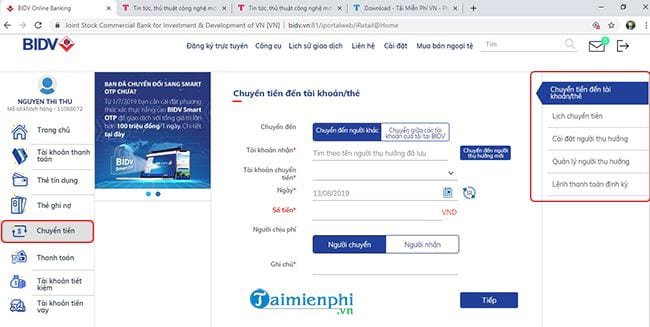 BIDV Online Banking
Tin tức, thủ thuật công nghệ mới
Tin tức, thủ thuật công nghệ mới
Download - Tải Miễn Phí VN - Ph
Joint Stock Commercial Bank for Investment & Development of VN [VN] | bidv.vn:81/iportalweb/iRetail@Home
BIDV
Đăng ký trực tuyến Công cụ Lịch sử giao dịch Liên hệ Cài đặt Mua bán ngoại tệ
Tìm
0
NGUYEN THI THU
Mã số khách hàng - 11068072
Trang chủ
Tài khoản thanh toán
Thẻ tín dụng
Thẻ ghi nợ
Chuyển tiền
Thanh toán
Tài khoản tiết kiệm
Tài khoản tiền vay
BẠN ĐÃ CHUYỂN ĐỔI SANG SMART
OTP CHƯA?
Từ 1/7/2019 bạn cần cài đặt phương
thức xác thực nâng cao BIDV Smart
OTP để giao dịch với tổng giá trị lớn
hơn 100 triệu đồng/1 ngày. Chi tiết
tại đây
BIDV
Chuyển tiền đến tài khoản/thẻ
Chuyển đến
Chuyển đến người khác
Chuyển giữa các tài
khoản của tôi tại BIDV
Tài khoản nhận*
Tìm theo tên người thụ hưởng đã lưu
Chuyển đến người
thụ hưởng mới
Tài khoản chuyển
tiền*
Ngày*
13/08/2019
Số tiền*
VND
Người chịu phí
Người chuyển
Người nhận
Ghi chú*
Taimienphi
.vn
Tiếp
Chuyển tiền đến tài
khoản/thẻ
Lịch chuyển tiền
Cài đặt người thụ hưởng
Quản lý người thụ hưởng
Lệnh thanh toán định kỳ